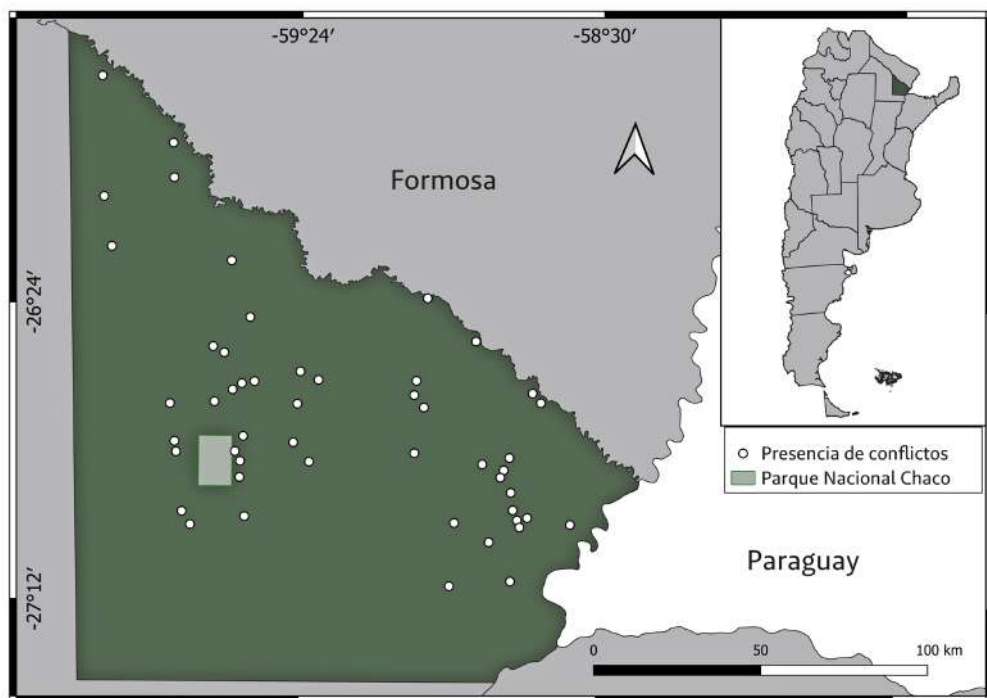 -59°24′
-58°30′
Formosa
-26°24′
Presencia de conflictos
Parque Nacional Chaco
-27°12′
Paraguay
0
50
100 km